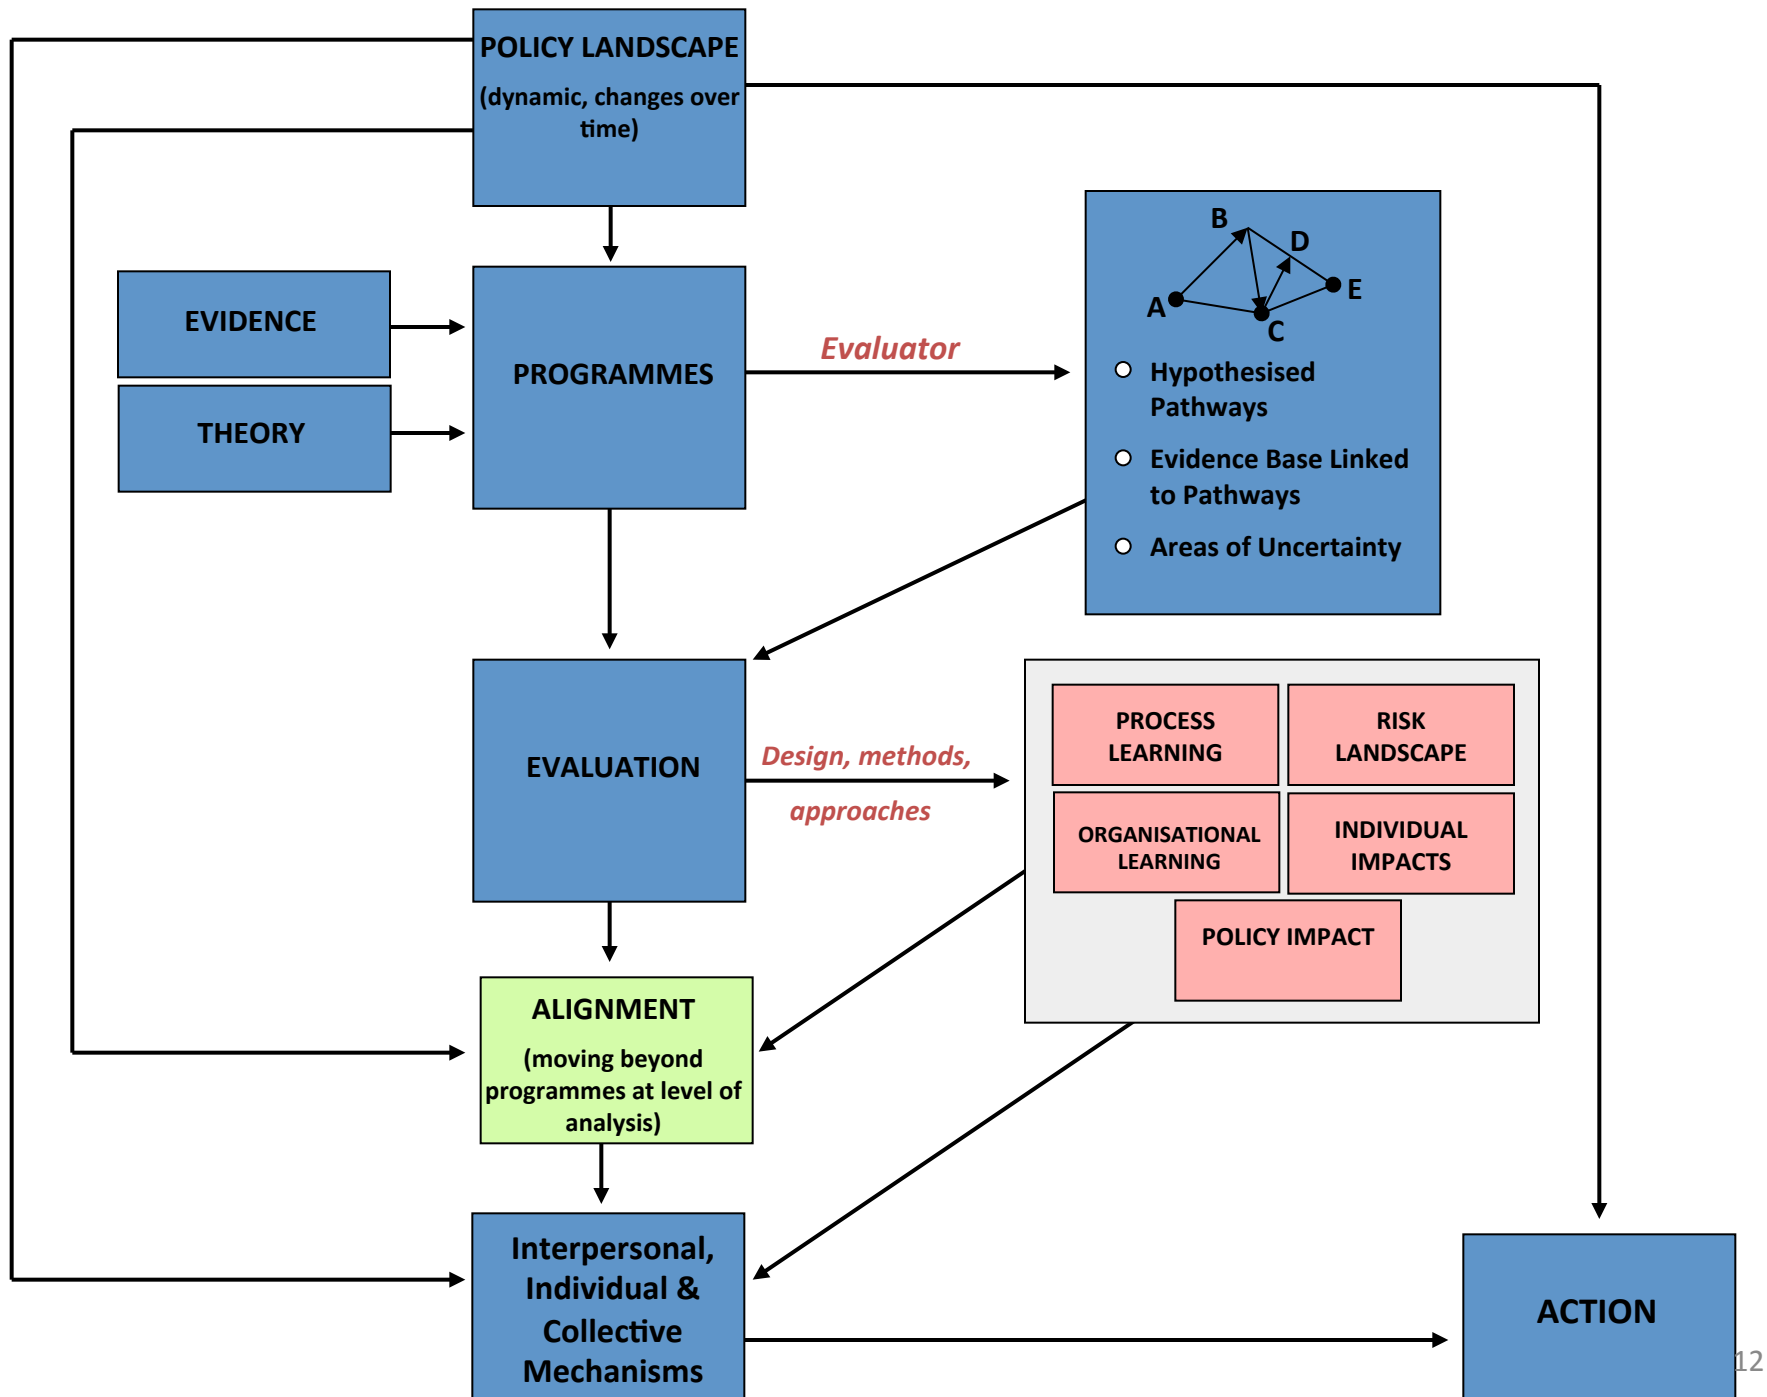 POLICY LANDSCAPE
(dynamic, changes over
time)
B
D
A
E
C
EVIDENCE
THEORY
PROGRAMMES
Evaluator
Hypothesised
Pathways
Evidence Base Linked
to Pathways
Areas of Uncertainty
EVALUATION
Design, methods,
approaches
PROCESS
LEARNING
RISK
LANDSCAPE
ORGANISATIONAL
LEARNING
INDIVIDUAL
IMPACTS
POLICY IMPACT
ALIGNMENT
(moving beyond
programmes at level of
analysis)
Interpersonal,
Individual &
Collective
Mechanisms
ACTION
12